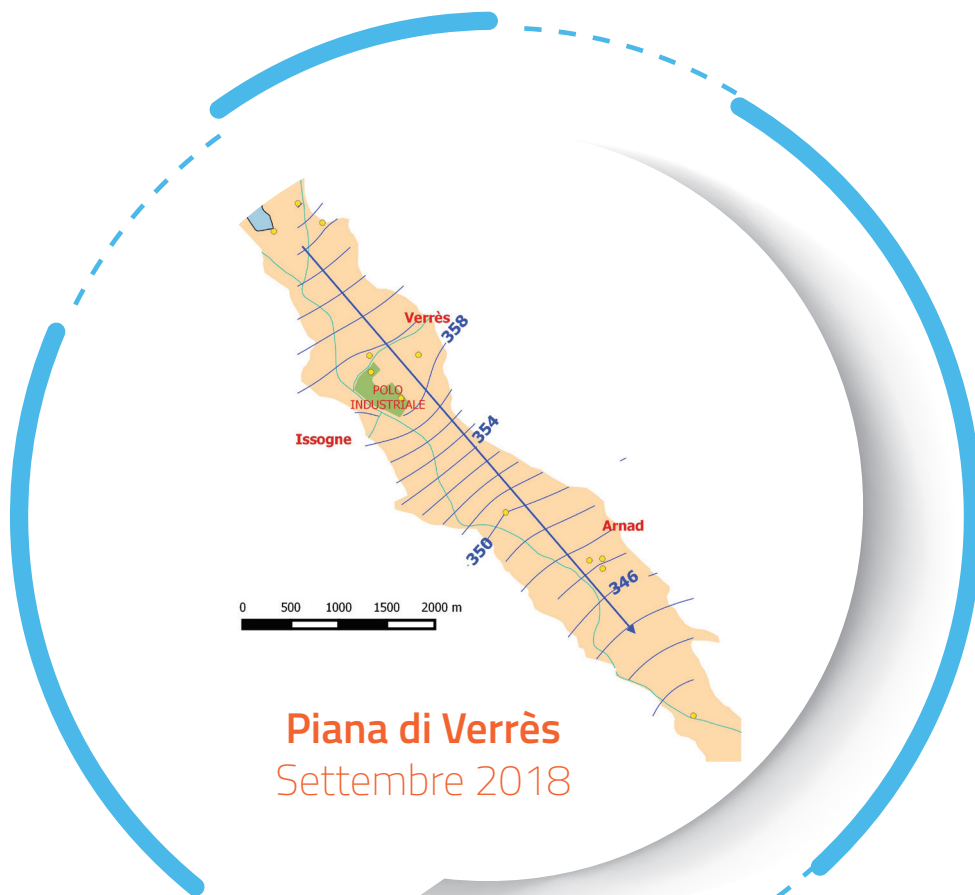 Verrès
358
POLO
INDUSTRIALE
354
Issogne
Arnad
350
346
0 500 1000 1500 2000 m
Piana di Verrès
Settembre 2018